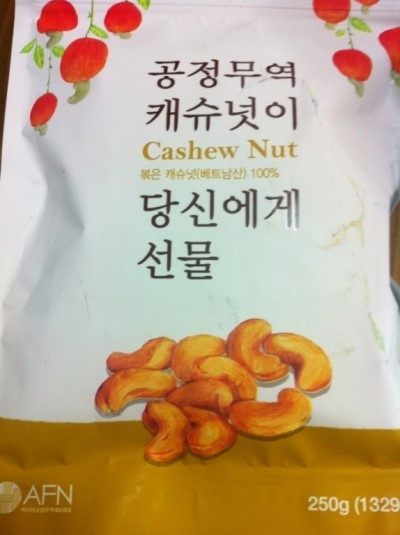 공정무역
캐슈넛이
Cashew Nut
볶은 캐슈넛(베트남산) 100%
당신에게
선물
AFN
250g (1329